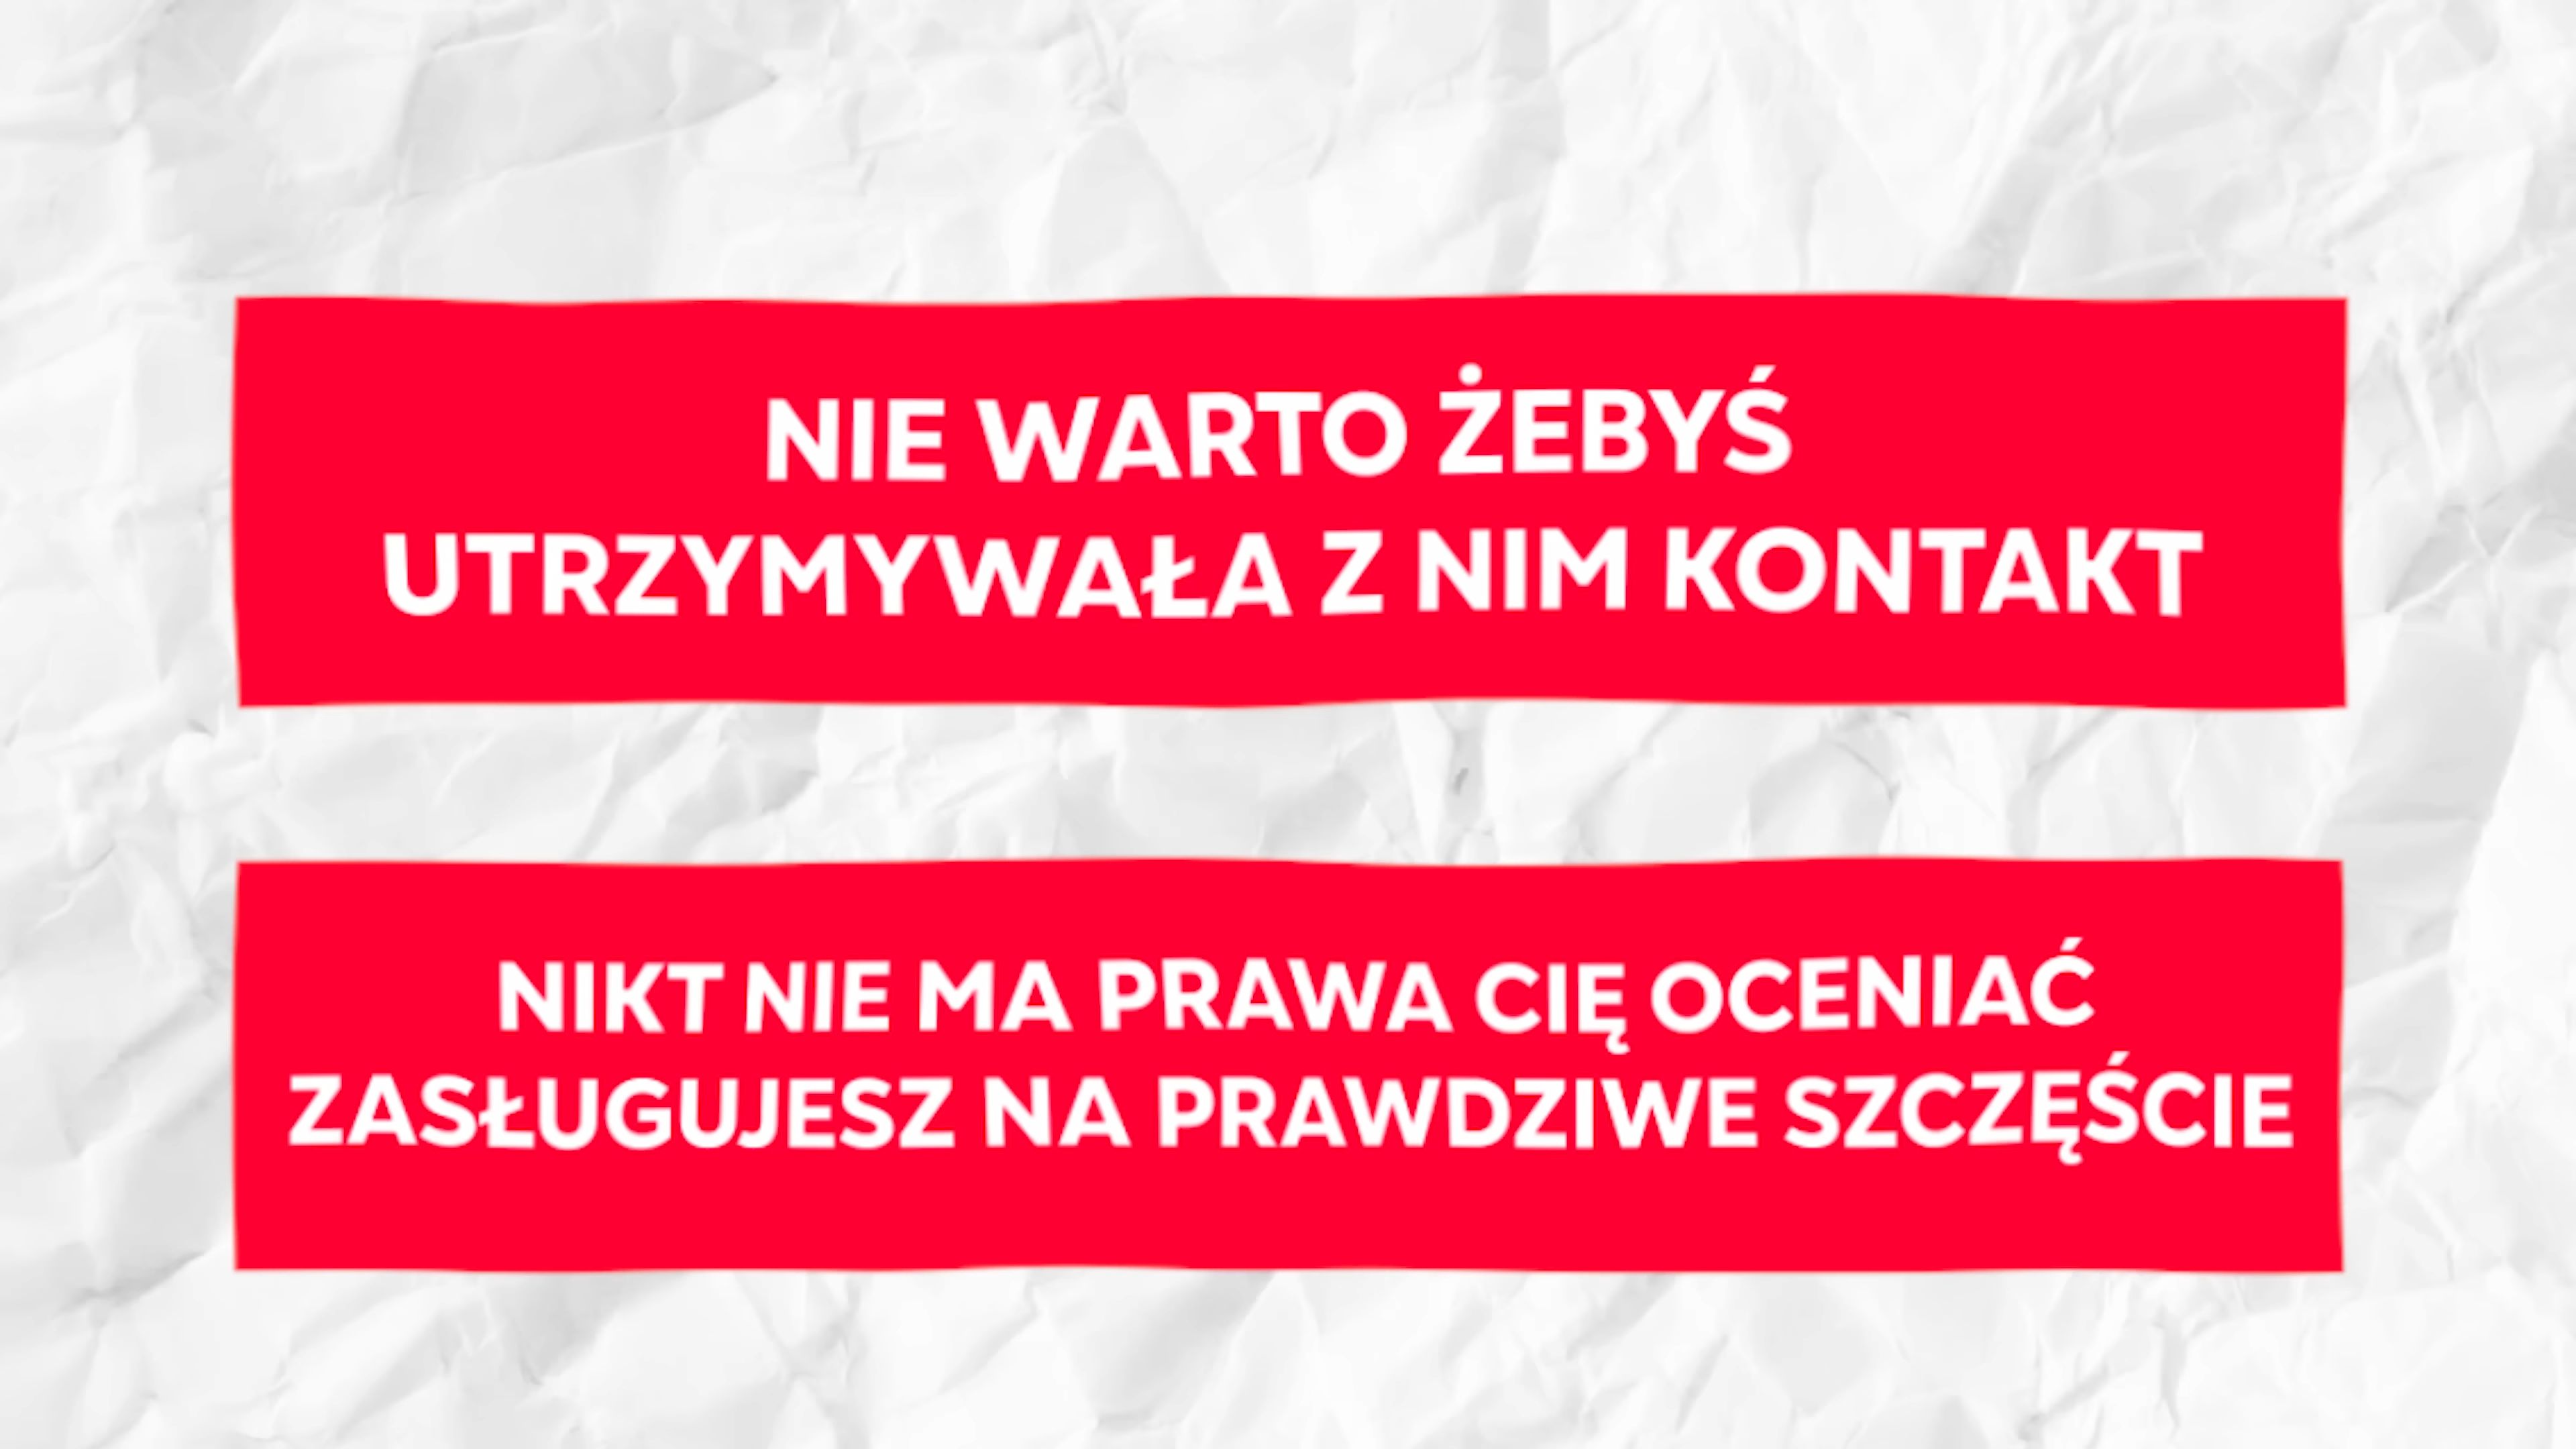 NIE WARTO ŻEBYŚ
UTRZYMYWAŁA Z NIM KONTAKT
NIKT NIE MA PRAWA CIĘ OCENIAĆ
ZASŁUGUJESZ NA PRAWDZIWE SZCZĘŚCIE